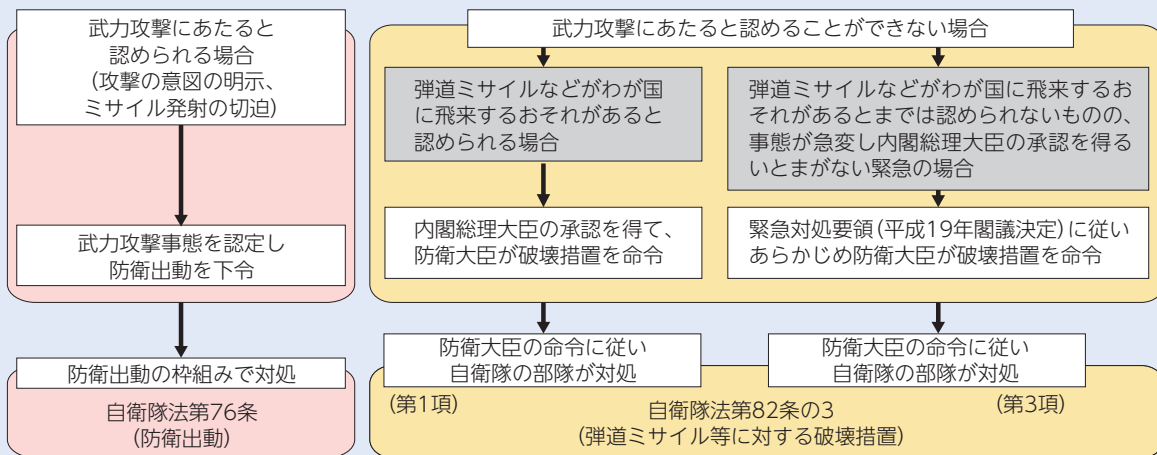 武力攻撃にあたると
認められる場合
(攻撃の意図の明示、
ミサイル発射の切迫)
武力攻撃事態を認定し
防衛出動を下令
防衛出動の枠組みで対処
自衛隊法第76条
(防衛出動)
武力攻撃にあたると認めることができない場合
弾道ミサイルなどがわが国
に飛来するおそれがあると
認められる場合
内閣総理大臣の承認を得て、
防衛大臣が破壊措置を命令
防衛大臣の命令に従い
自衛隊の部隊が対処
(第1項)
弾道ミサイルなどがわが国に飛来するお
それがあるとまでは認められないものの、
事態が急変し内閣総理大臣の承認を得る
いとまがない緊急の場合
緊急対処要領(平成19年閣議決定)に従い
あらかじめ防衛大臣が破壊措置を命令
防衛大臣の命令に従い
自衛隊の部隊が対処
(第3項)
自衛隊法第82条の3
(弾道ミサイル等に対する破壊措置)